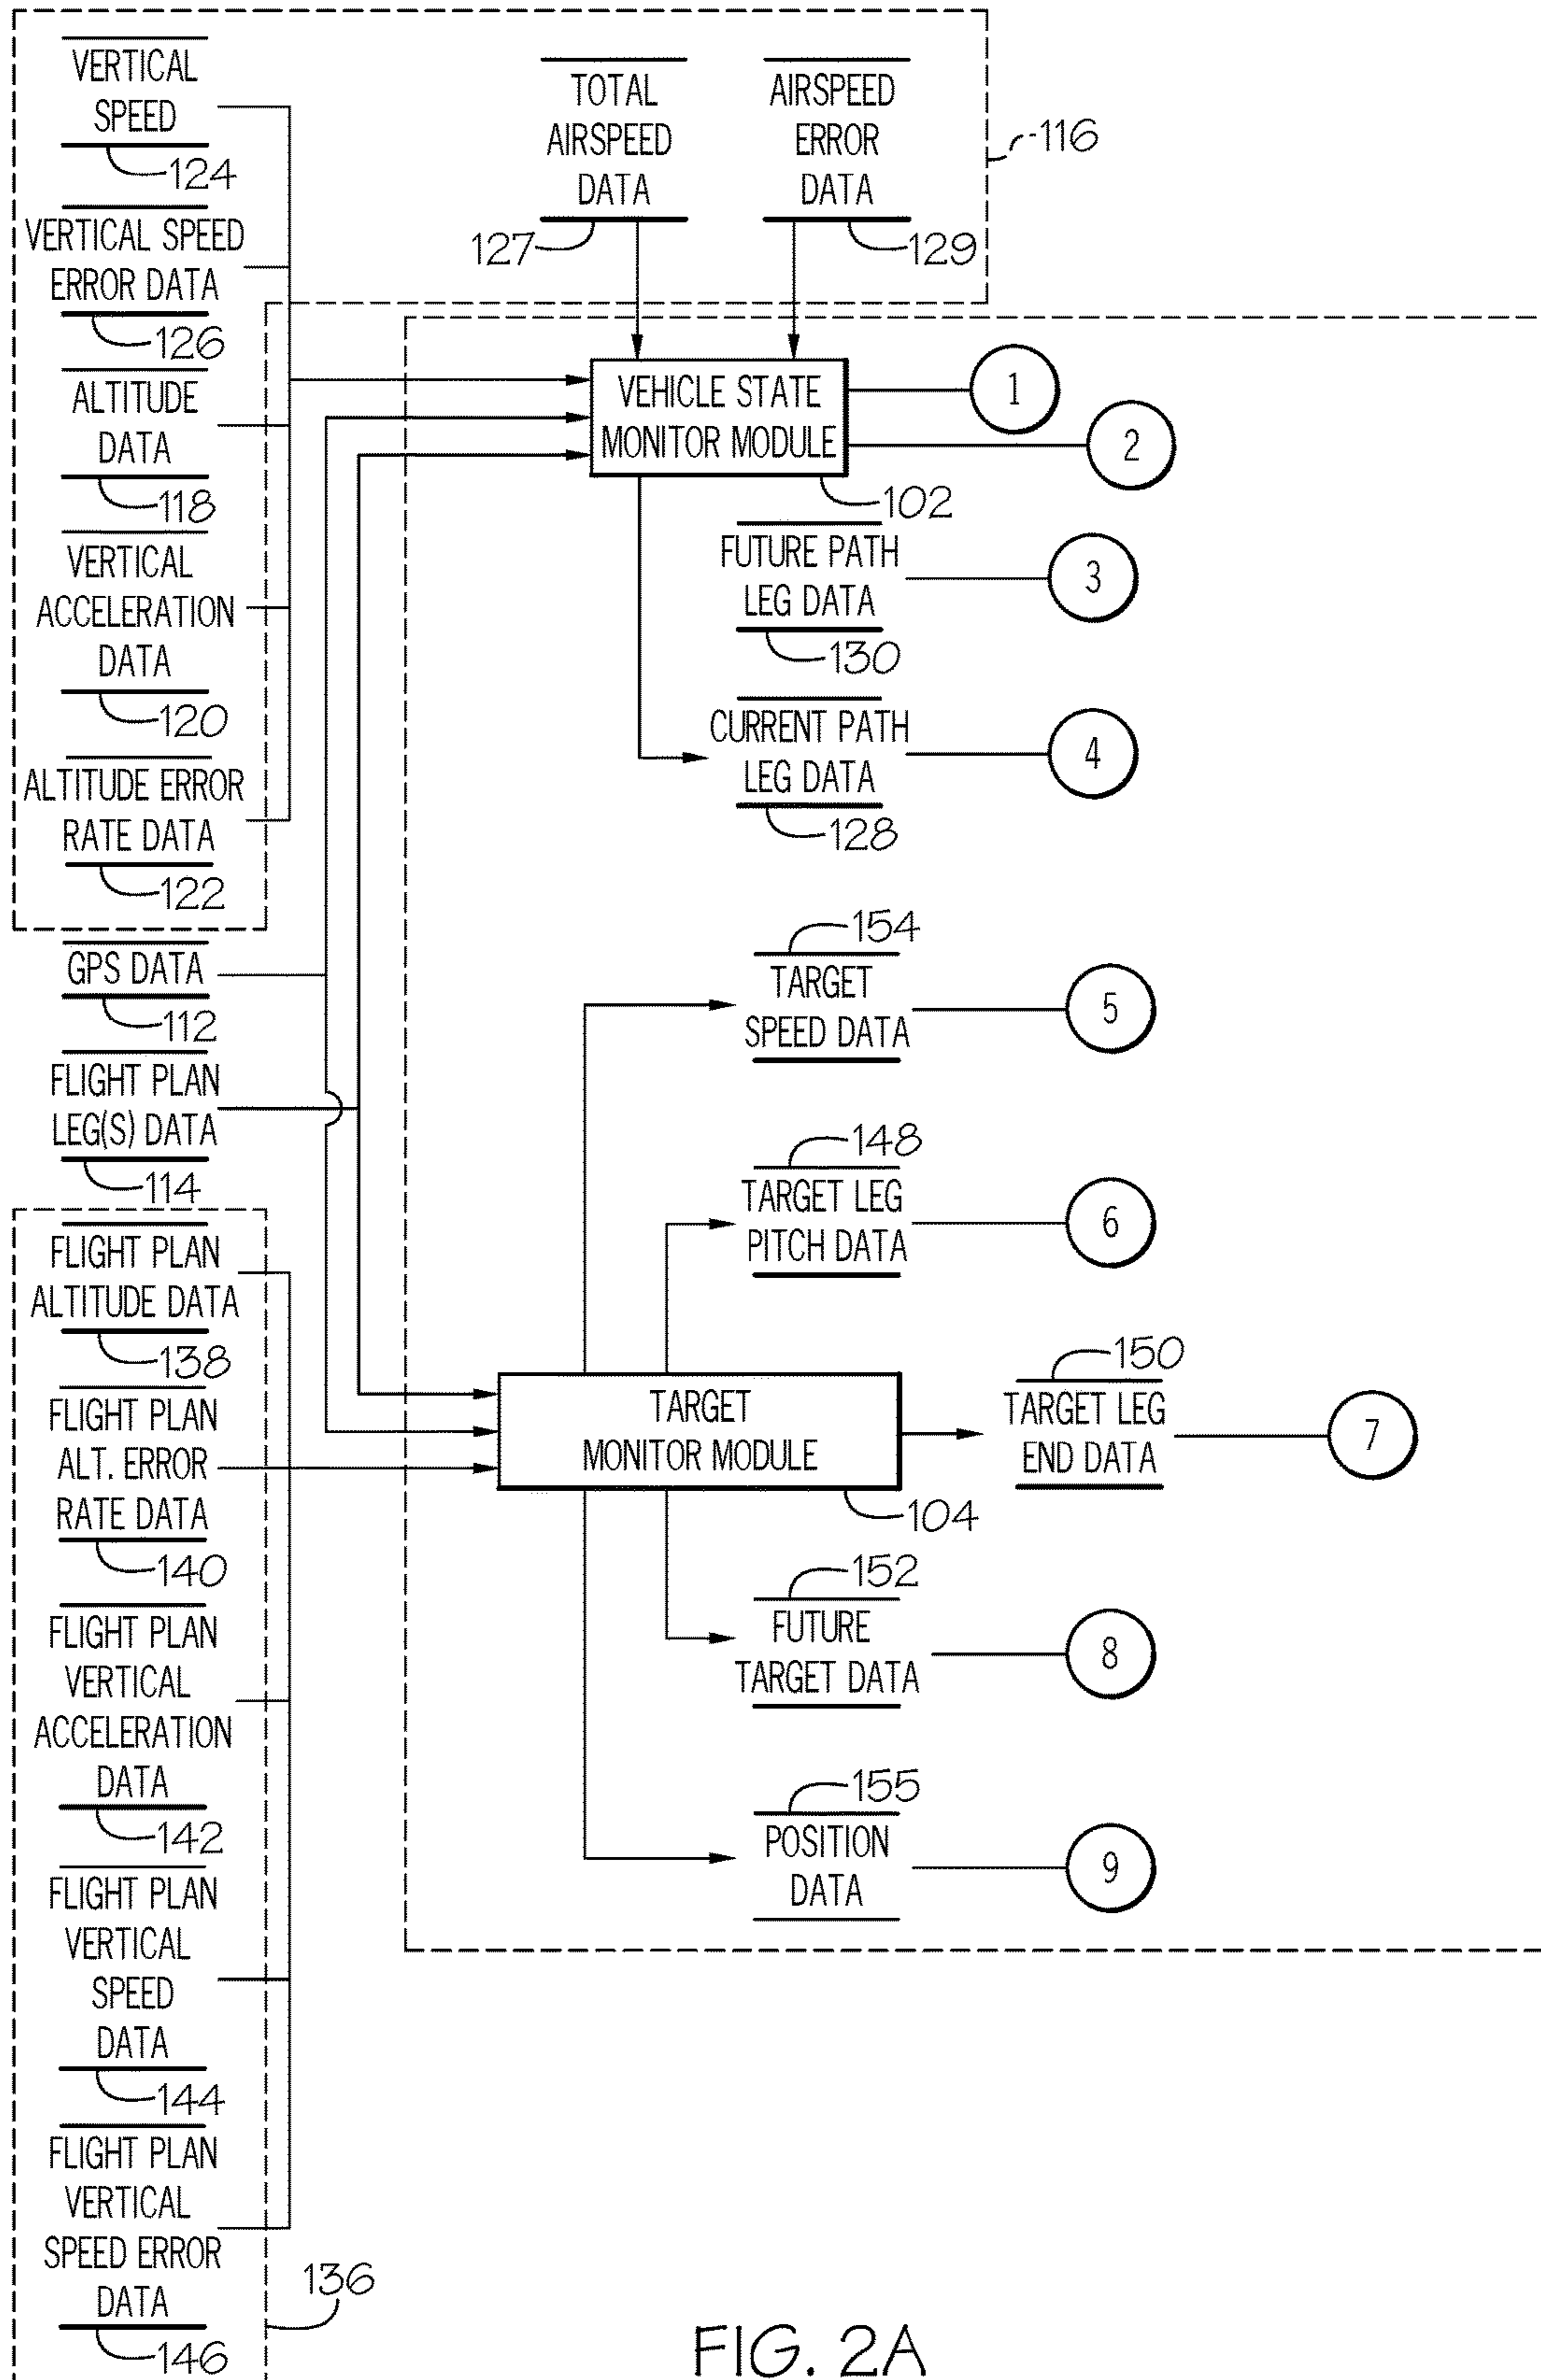 VERTICAL
SPEED
124
VERTICAL SPEED
ERROR DATA
126
ALTITUDE
DATA
118
VERTICAL
ACCELERATION
DATA
120
ALTITUDE ERROR
RATE DATA
122
TOTAL
AIRSPEED
DATA
127
AIRSPEED
ERROR
DATA
129
116
GPS DATA
112
FLIGHT PLAN
LEG(S) DATA
114
FLIGHT PLAN
ALTITUDE DATA
138
FLIGHT PLAN
ALT. ERROR
RATE DATA
140
FLIGHT PLAN
VERTICAL
ACCELERATION
DATA
142
FLIGHT PLAN
VERTICAL
SPEED
DATA
144
FLIGHT PLAN
VERTICAL
SPEED ERROR
DATA
146
136
VEHICLE STATE
MONITOR MODULE
102
1
2
FUTURE PATH
LEG DATA
130
3
CURRENT PATH
LEG DATA
128
4
154
TARGET
SPEED DATA
5
148
TARGET LEG
PITCH DATA
6
TARGET
MONITOR MODULE
104
150
TARGET LEG
END DATA
7
152
FUTURE
TARGET DATA
8
155
POSITION
DATA
9
FIG. 2A